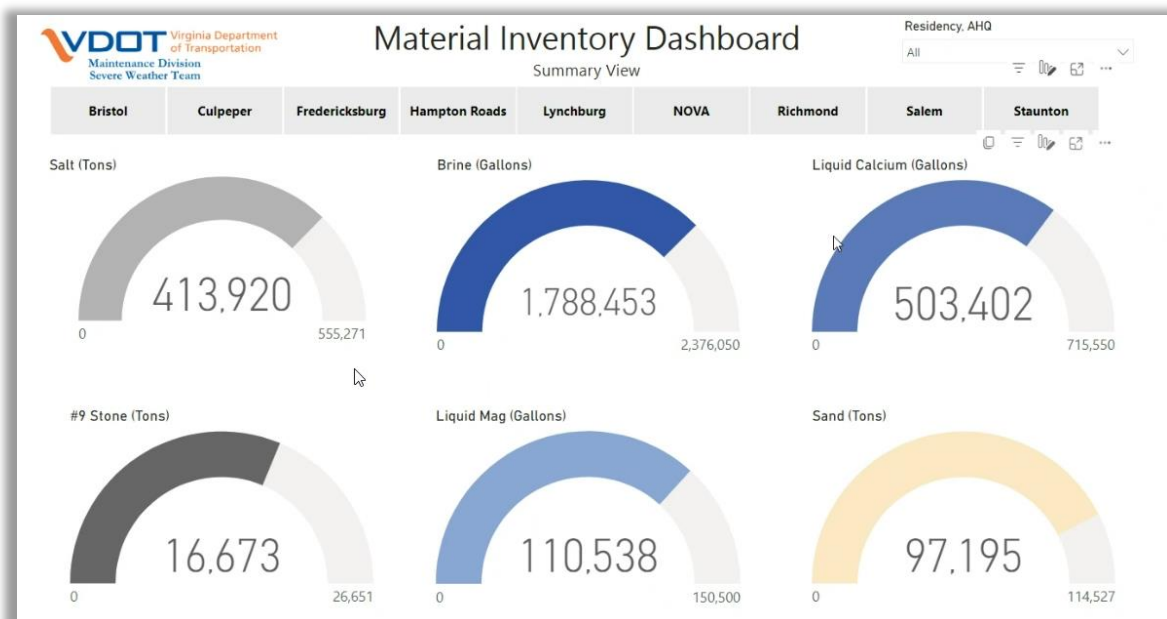 VDOT Virginia Department
of Transportation
Maintenance Division
Severe Weather Team
Material Inventory Dashboard
Summary View
Residency, AHQ
All
Bristol Culpeper Fredericksburg Hampton Roads Lynchburg NOVA Richmond Salem Staunton
Salt (Tons)
413,920
0 555,271
Brine (Gallons)
1,788,453
0 2,376,050
Liquid Calcium (Gallons)
503,402
0 715,550
#9 Stone (Tons)
16,673
0 26,651
Liquid Mag (Gallons)
110,538
0 150,500
Sand (Tons)
97,195
0 114,527